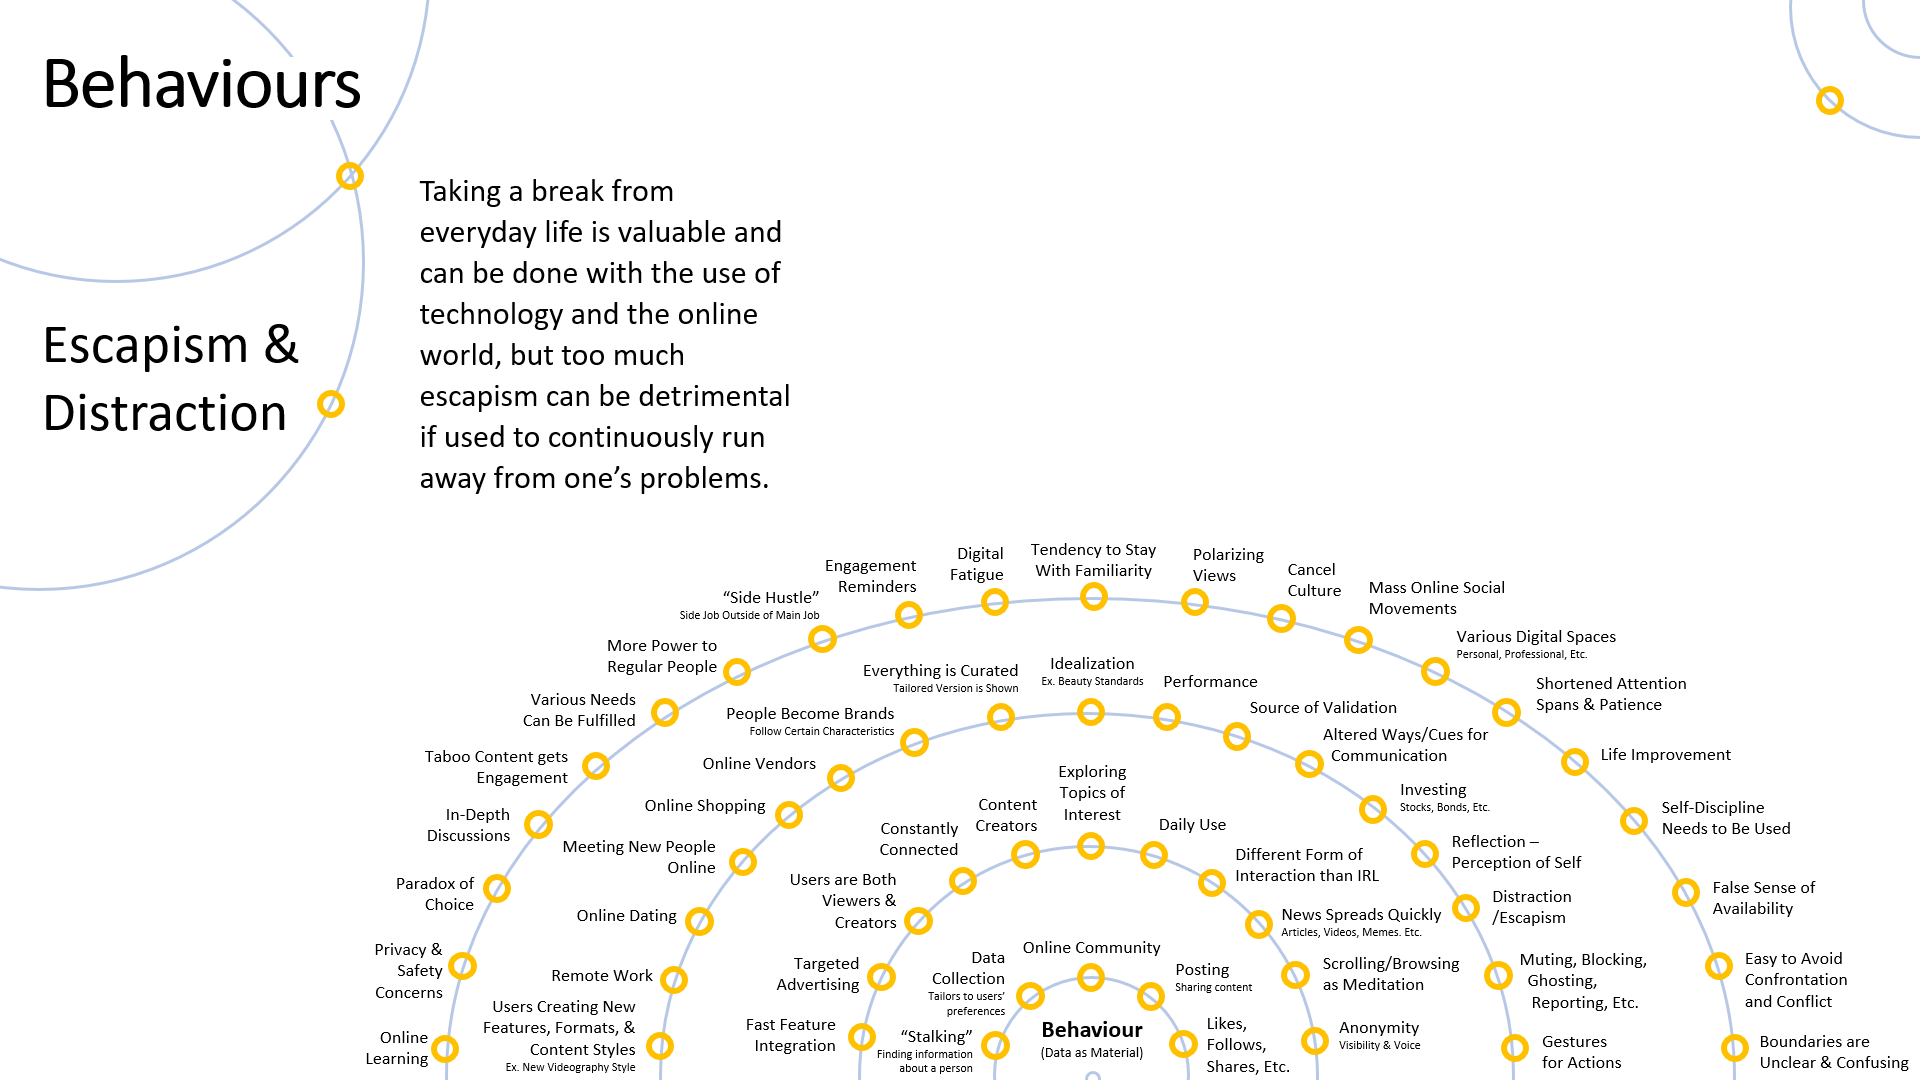 Behaviours
Escapism &
Distraction
Taking a break from
everyday life is valuable and
can be done with the use of
technology and the online
world, but too much
escapism can be detrimental
if used to continuously run
away from one’s problems.
Online
Learning
Privacy &
Safety
Concerns
Paradox of
Choice
In-Depth
Discussions
Taboo Content gets
Engagement
Various Needs
Can Be Fulfilled
More Power to
Regular People
“Side Hustle”
Side Job Outside of Main Job
Engagement
Reminders
Digital
Fatigue
Tendency to Stay
With Familiarity
Polarizing
Views
Cancel
Culture
Mass Online Social
Movements
Various Digital Spaces
Personal, Professional, Etc.
Shortened Attention
Spans & Patience
Life Improvement
Self-Discipline
Needs to Be Used
False Sense of
Availability
Easy to Avoid
Confrontation
and Conflict
Boundaries are
Unclear & Confusing
Users Creating New
Features, Formats, &
Content Styles
Ex. New Videography Style
Remote Work
Online Dating
Meeting New People
Online
Online Shopping
Online Vendors
People Become Brands
Follow Certain Characteristics
Everything is Curated
Tailored Version is Shown
Idealization
Ex. Beauty Standards
Performance
Source of Validation
Altered Ways/Cues for
Communication
Investing
Stocks, Bonds, Etc.
Reflection –
Perception of Self
Distraction
/Escapism
Muting, Blocking,
Ghosting,
Reporting, Etc.
Gestures
for Actions
Fast Feature
Integration
Targeted
Advertising
Users are Both
Viewers &
Creators
Constantly
Connected
Content
Creators
Exploring
Topics of
Interest
Daily Use
Different Form of
Interaction than IRL
News Spreads Quickly
Articles, Videos, Memes. Etc.
Scrolling/Browsing
as Meditation
Anonymity
Visibility & Voice
“Stalking”
Finding information
about a person
Data
Collection
Tailors to users’
preferences
Online Community
Posting
Sharing content
Likes,
Follows,
Shares, Etc.
Behaviour
(Data as Material)